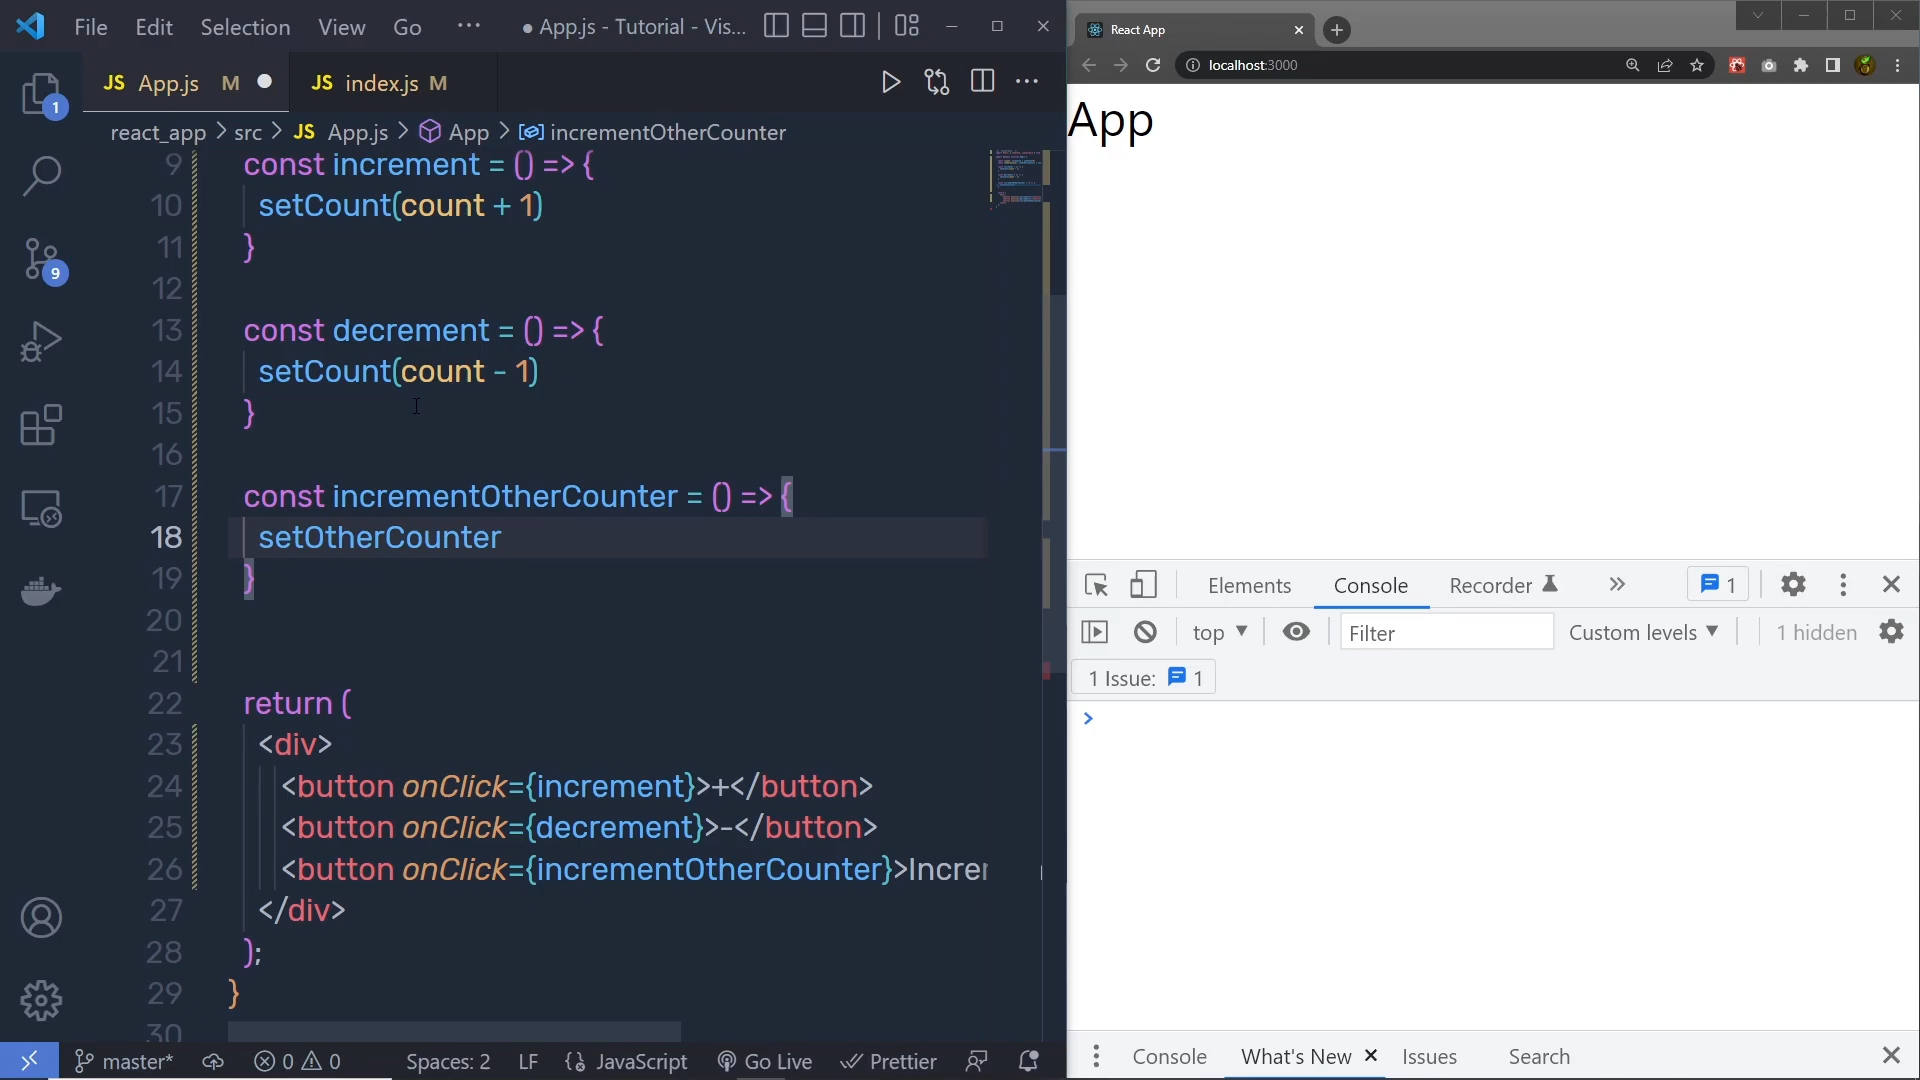 File Edit Selection View Go ··· ● App.js - Tutorial - Vis...
JS App.js M ● JS index.js M ···
1
react_app > src > JS App.js > App > incrementOtherCounter
9 const increment = () => {
10 setCount(count + 1)
11 }
12
13 const decrement = () => {
14 setCount(count - 1)
15 }
16
17 const incrementOtherCounter = () => {
18 setOtherCounter
19 }
20
21
22 return (
23 <div>
24 <button onClick={increment}>+</button>
25 <button onClick={decrement}>-</button>
26 <button onClick={incrementOtherCounter}>Incren
27 </div>
28 );
29 }
30
9
master* 0 0 Spaces: 2 LF JavaScript Go Live Prettier
React App
localhost:3000
App
Elements Console Recorder » 1
top ▼ Filter Custom levels ▼ 1 hidden
1 Issue: 1
>
Console What's New × Issues Search